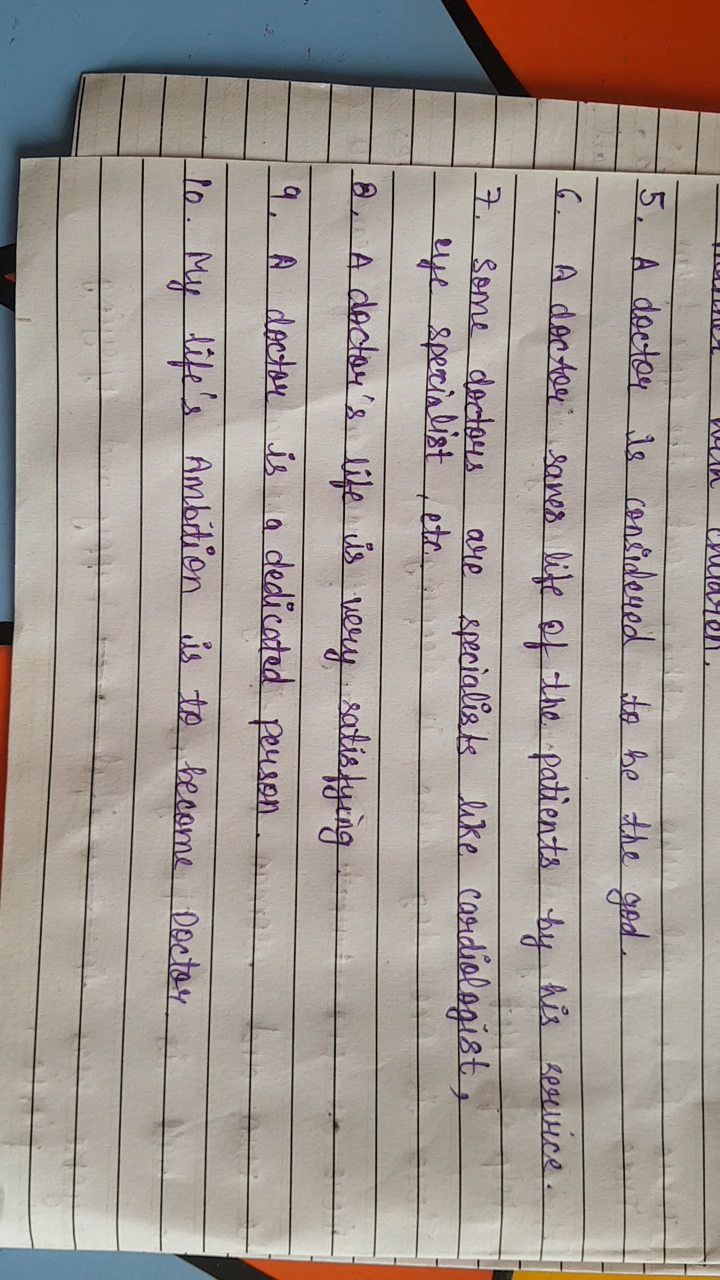 with children.
5. A doctor is considered to be the god.
6. A doctor saves life of the patients by his service.
7. Some doctors are specialists like cardiologist,
eye specialist, etc.
8. A doctor's life is very satisfying.
9. A doctor is a dedicated person.
10. My life's Ambition is to become Doctor.